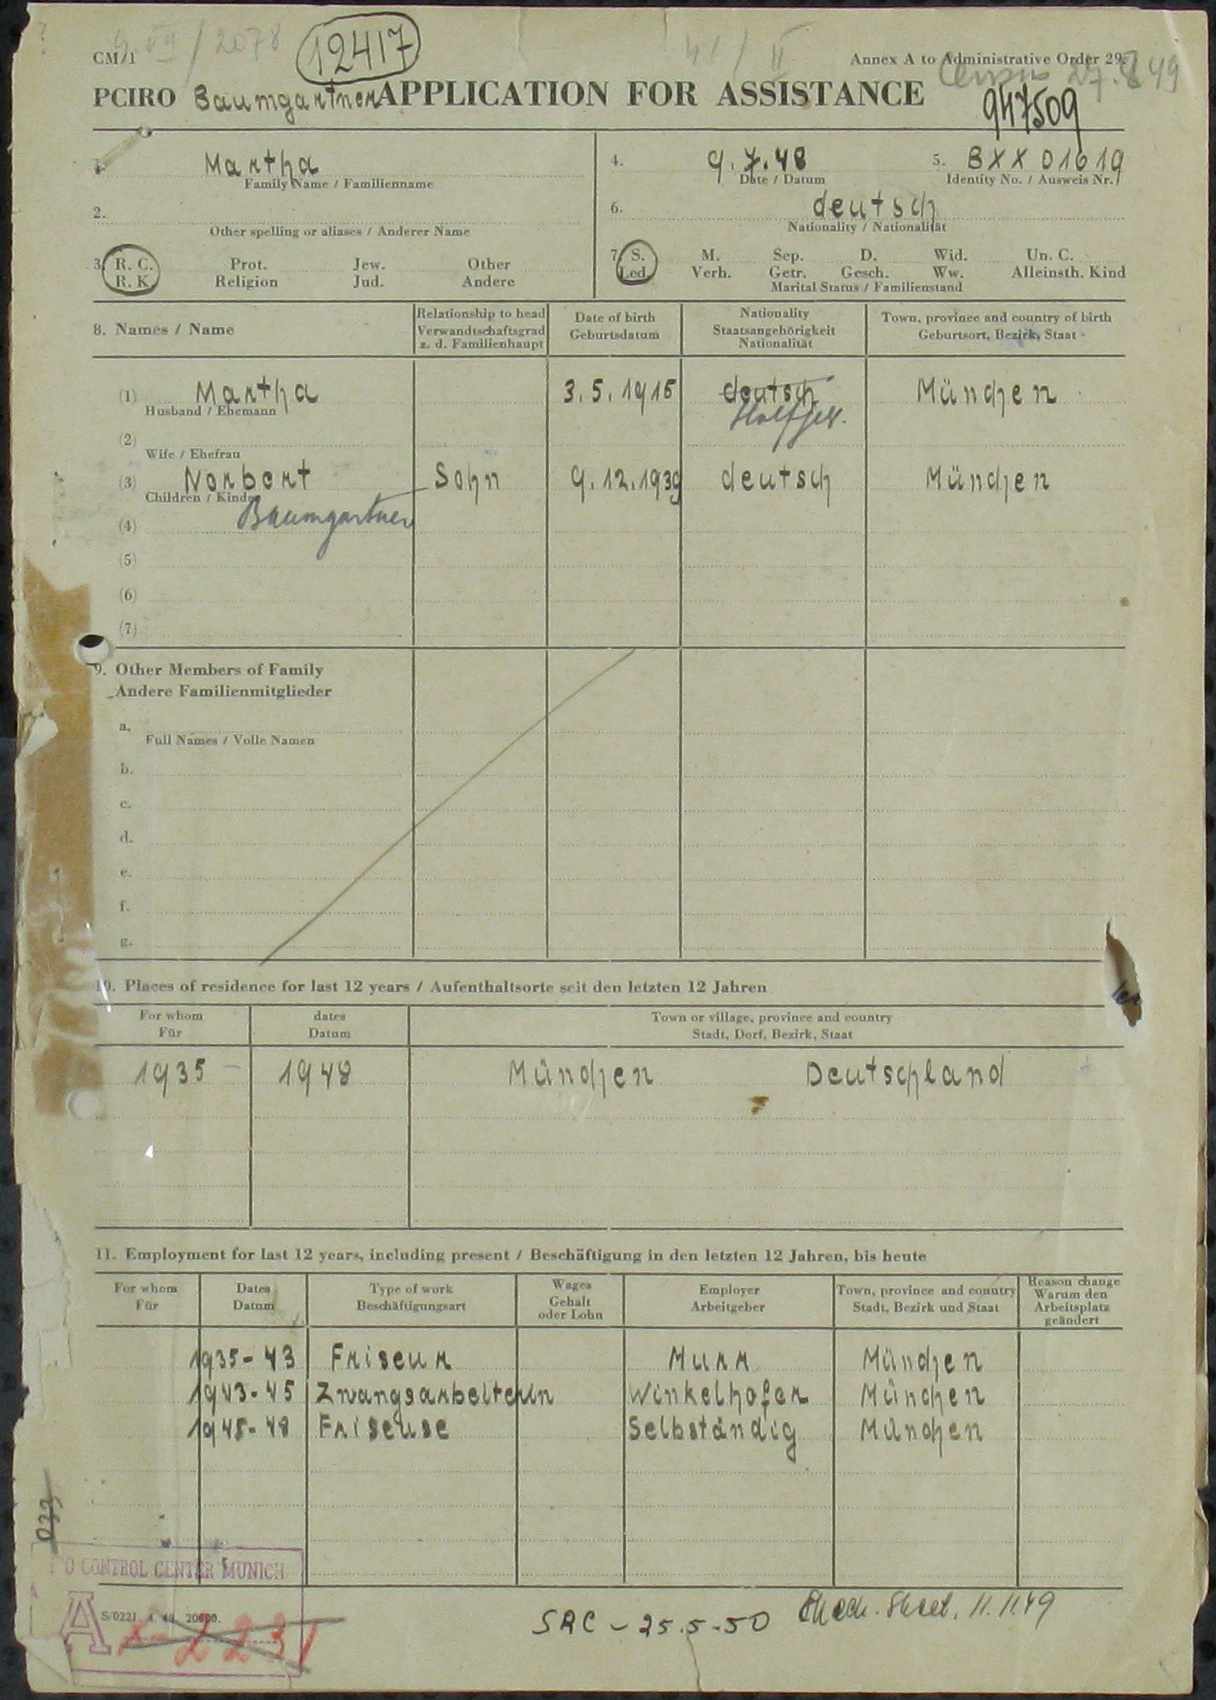 CM/1 VII / 2078 12417 41 / II Annex A to Administrative Order 29.
Census 27.8.49
PCIRO Baumgartner APPLICATION FOR ASSISTANCE
947509
1. Martha 4. 9.7.48 5. BXX 01619
Family Name / Familienname Date / Datum Identity No. / Ausweis Nr.
2. 6. deutsch
Other spelling or aliases / Anderer Name Nationality / Nationalität
3. R. C. Prot. Jew. Other 7. S. M. Sep. D. Wid. Un. C.
R. K. Religion Jud. Andere Led. Verh. Getr. Gesch. Ww. Alleinsth. Kind
Marital Status / Familienstand
8. Names / Name Relationship to head Verwandtschaftsgrad z. d. Familienhaupt Date of birth Geburtsdatum Nationality Staatsangehörigkeit Nationalität Town, province and country of birth Geburtsort, Bezirk, Staat
(1) Martha 3.5.1915 deutsch München
Husband / Ehemann Halfjew.
(2)
Wife / Ehefrau
(3) Norbert Sohn 9.12.1939 deutsch München
Children / Kinder
(4) Baumgartner
(5)
(6)
(7)
9. Other Members of Family
Andere Familienmitglieder
a.
Full Names / Volle Namen
b.
c.
d.
e.
f.
g.
10. Places of residence for last 12 years / Aufenthaltsorte seit den letzten 12 Jahren
For whom dates Town or village, province and country
Für Datum Stadt, Dorf, Bezirk, Staat
1935 - 1948 München Deutschland
11. Employment for last 12 years, including present / Beschäftigung in den letzten 12 Jahren, bis heute
For whom Für Dates Datum Type of work Beschäftigungsart Wages Gehalt oder Lohn Employer Arbeitgeber Town, province and country Stadt, Bezirk und Staat Reason change Warum den Arbeitsplatz geändert
1935-43 Friseur Murr München
1943-45 Zwangsarbeiterin Winkelhofer München
1945-48 Friseuse Selbständig München
033
O CONTROL CENTER MUNICH
A
S/0221 4. 48. 20000.
2231
SRC - 25.5.50
11.11.49